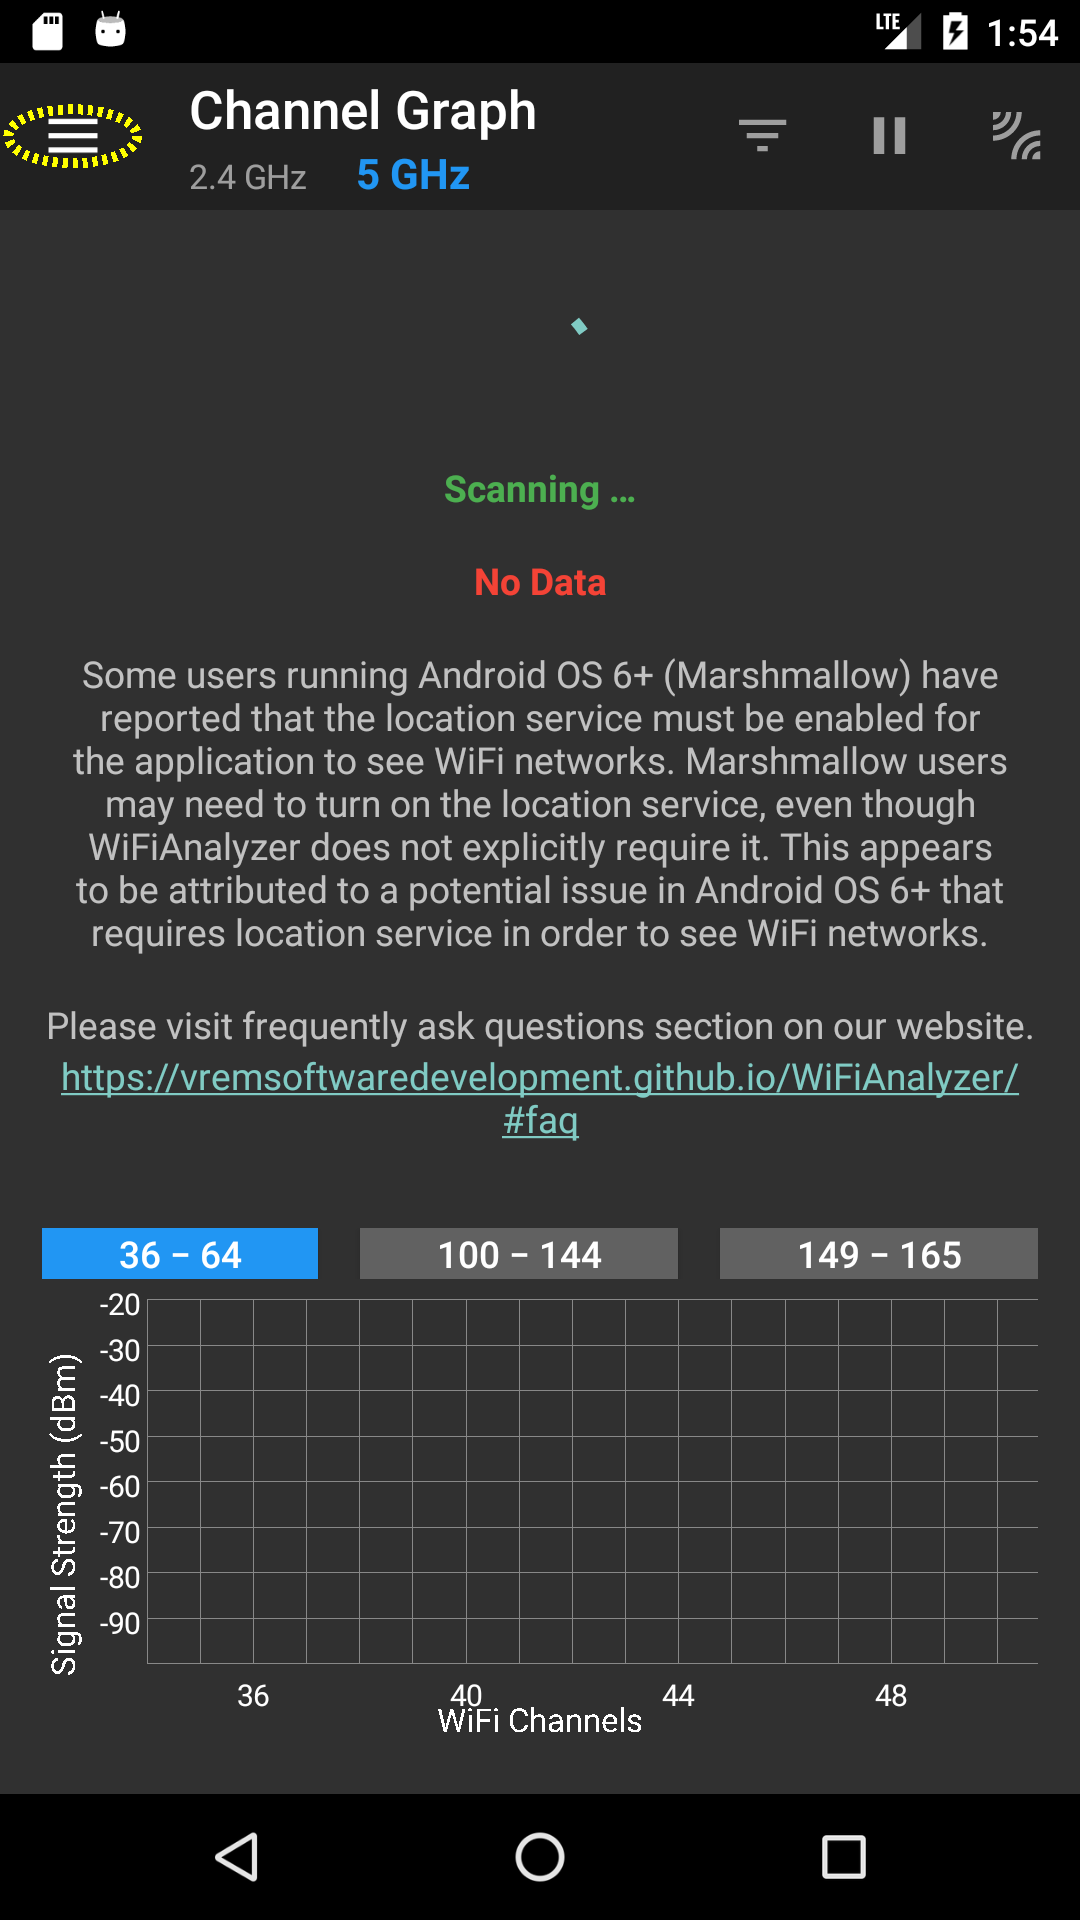 LTE 1:54
Channel Graph
2.4 GHz 5 GHz
Scanning ...
No Data
Some users running Android OS 6+ (Marshmallow) have
reported that the location service must be enabled for
the application to see WiFi networks. Marshmallow users
may need to turn on the location service, even though
WiFiAnalyzer does not explicitly require it. This appears
to be attributed to a potential issue in Android OS 6+ that
requires location service in order to see WiFi networks.
Please visit frequently ask questions section on our website.
https://vremsoftwaredevelopment.github.io/WiFiAnalyzer/
#faq
36 – 64 100 – 144 149 – 165
Signal Strength (dBm)
-20
-30
-40
-50
-60
-70
-80
-90
36 40 44 48
WiFi Channels